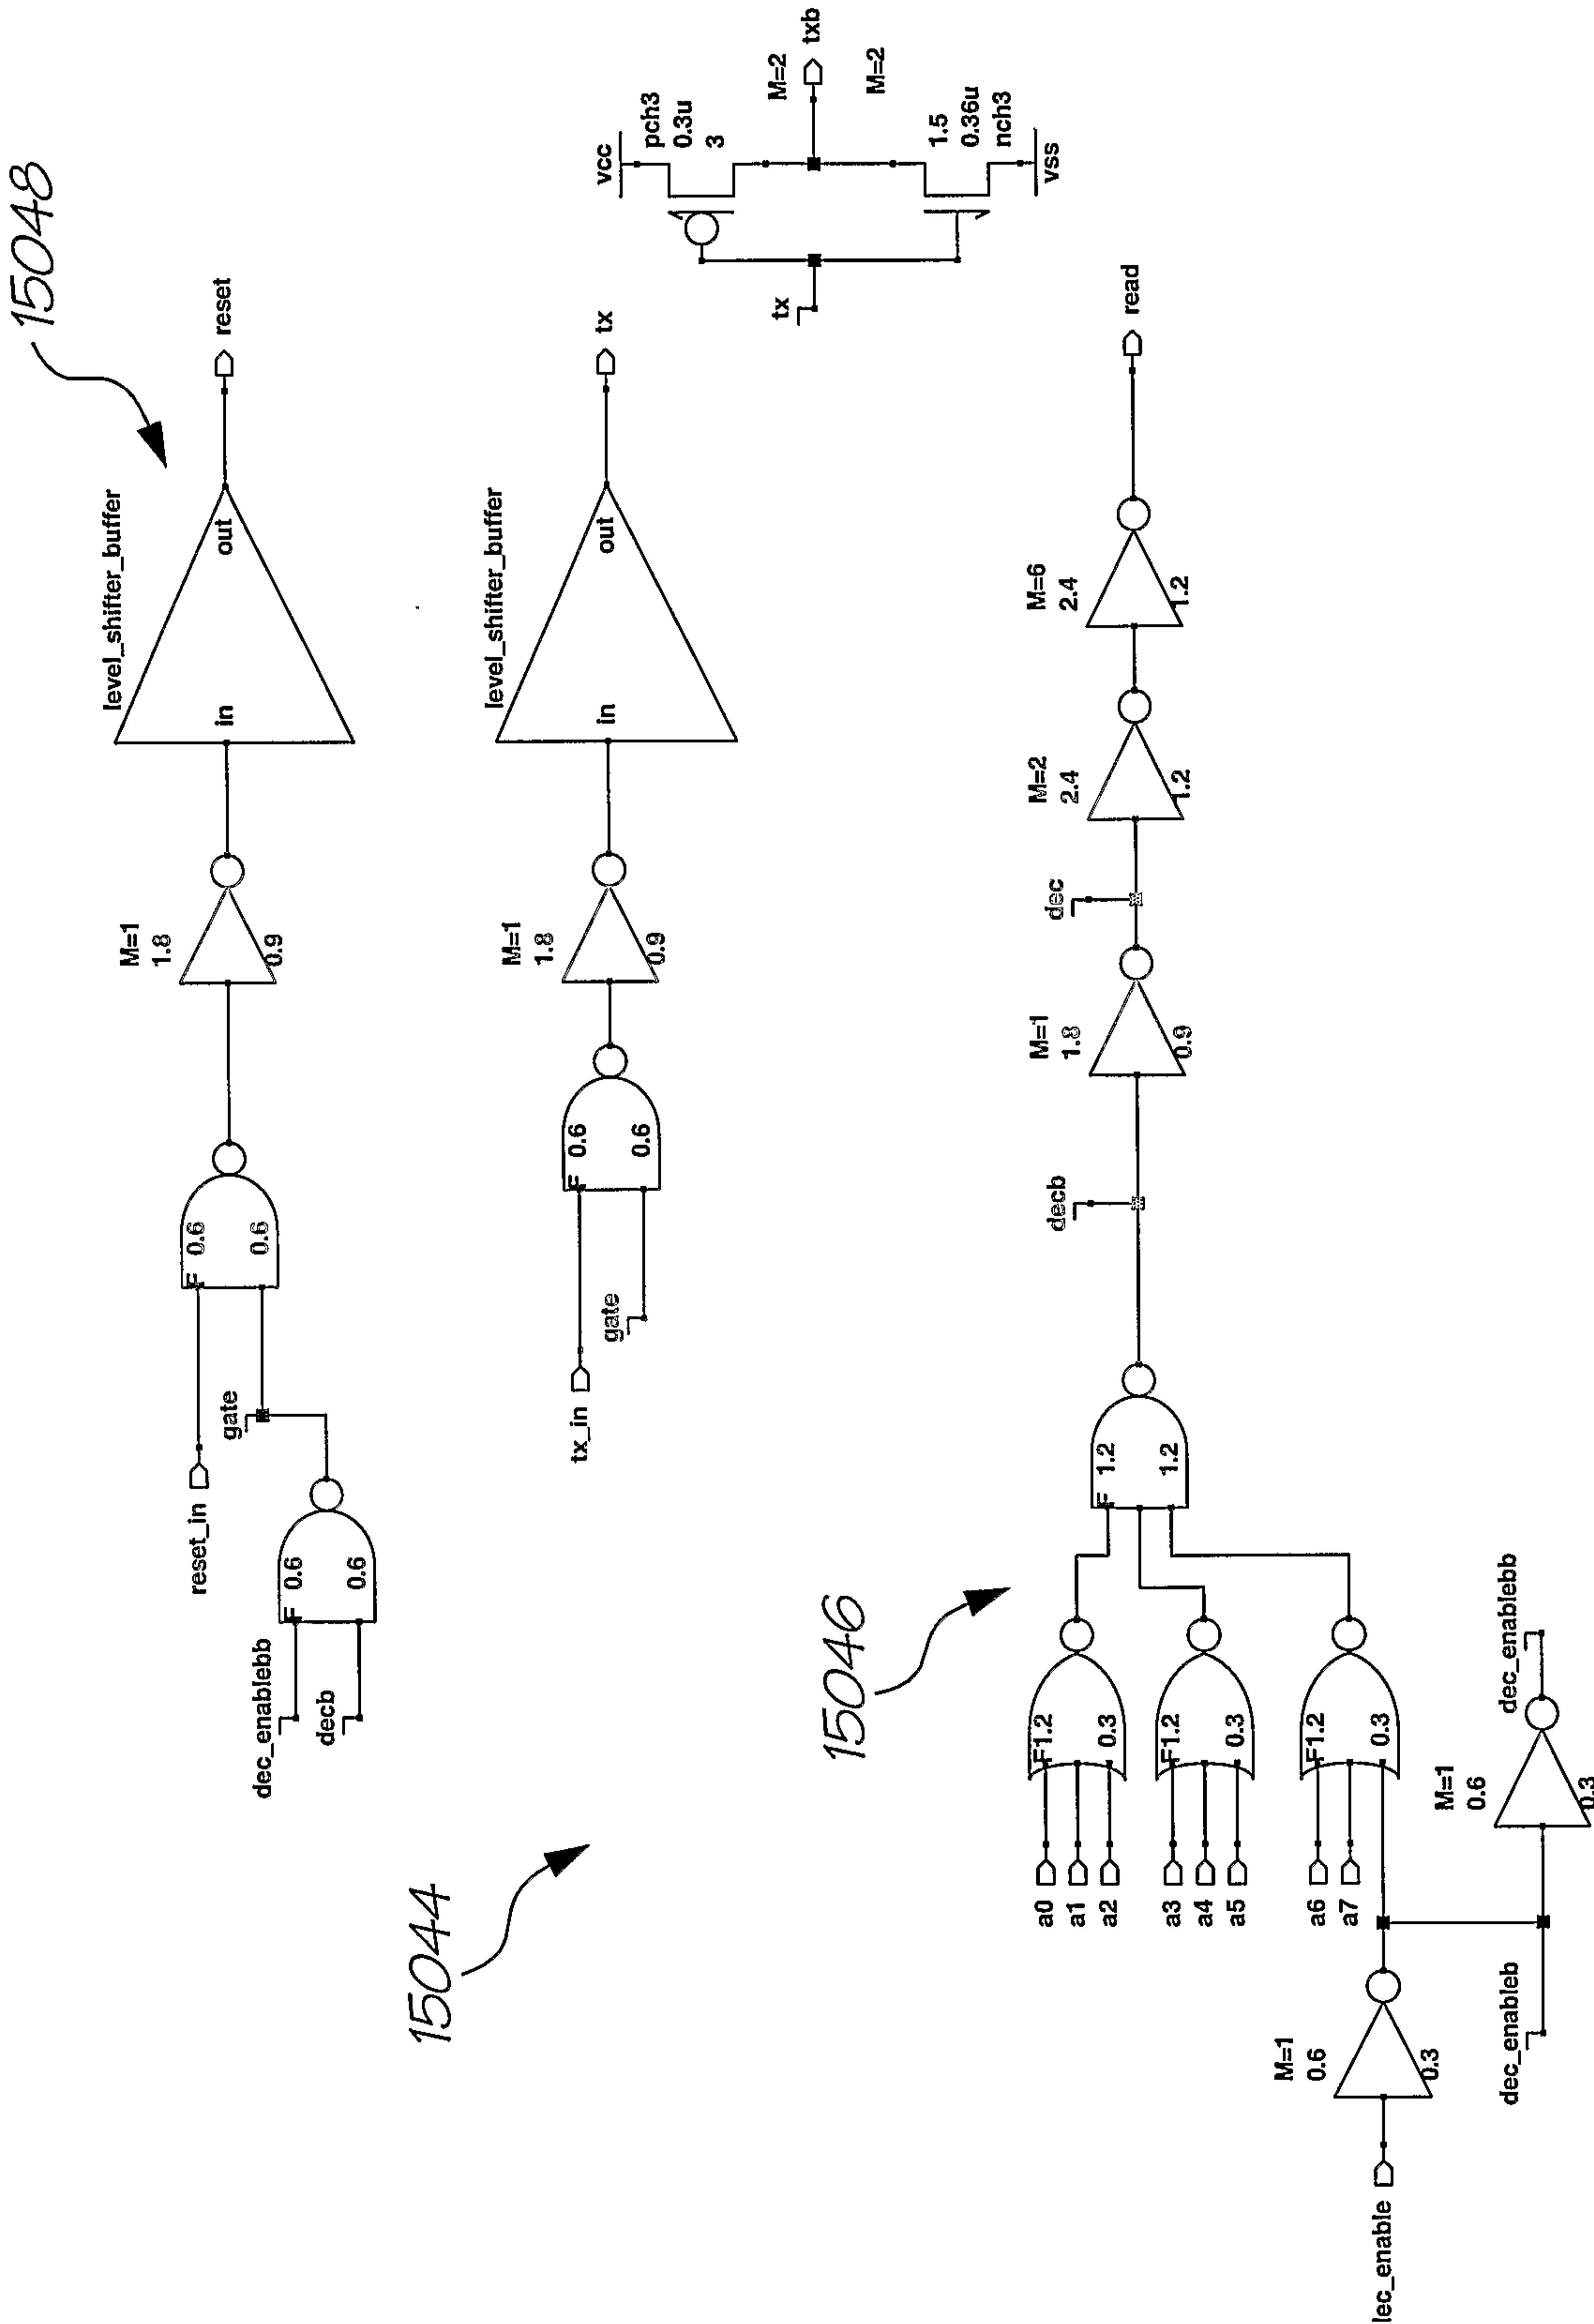 15048
level_shifter_buffer
in
out
reset
M=1
1.8
0.9
F 0.6
0.6
reset_in
gate
dec_enablebb
decb
F 0.6
0.6
level_shifter_buffer
in
out
tx
M=1
1.8
0.9
F 0.6
0.6
tx_in
gate
vcc
pch3
0.3u
3
M=2
txb
M=2
1.5
0.36u
nch3
vss
tx
15044
15046
a0
a1
a2
F1.2
0.3
a3
a4
a5
F1.2
0.3
a6
a7
F1.2
0.3
F 1.2
1.2
decb
M=1
1.8
0.9
dec
M=2
2.4
1.2
M=6
2.4
1.2
read
lec_enable
M=1
0.6
0.3
dec_enableb
M=1
0.6
0.3
dec_enablebb